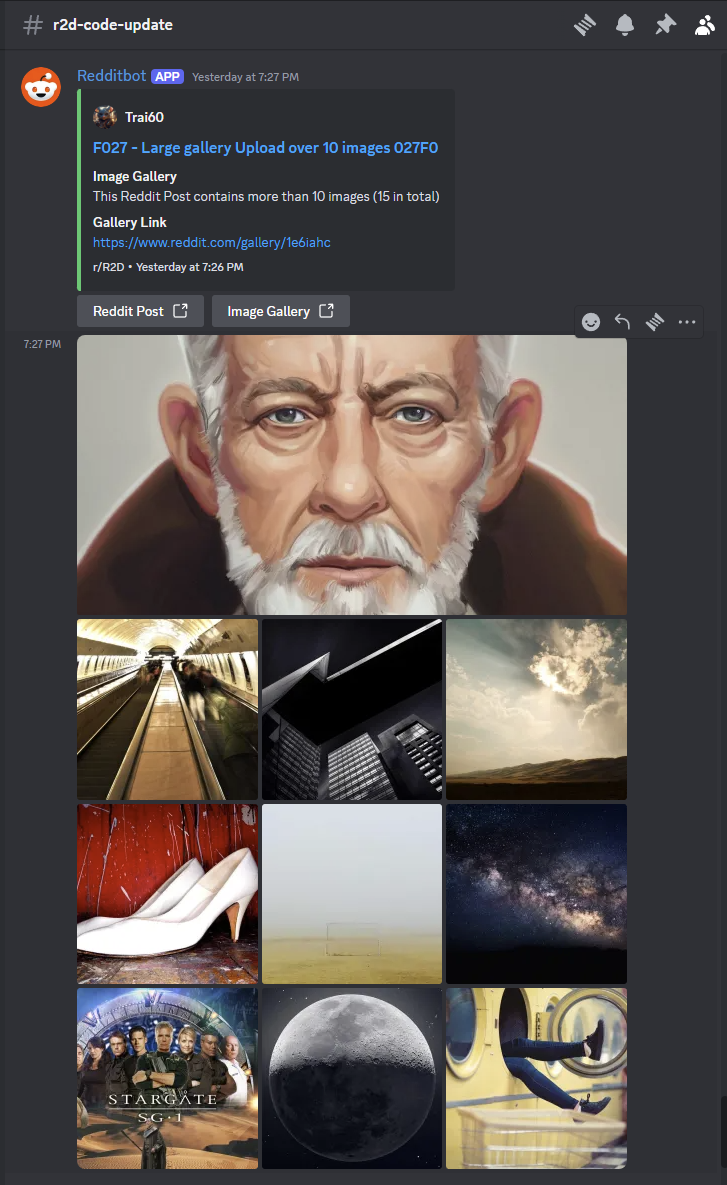 r2d-code-update
Redditbot APP Yesterday at 7:27 PM
Trai60
F027 - Large gallery Upload over 10 images 027F0
Image Gallery
This Reddit Post contains more than 10 images (15 in total)
Gallery Link
https://www.reddit.com/gallery/1e6iahc
r/R2D • Yesterday at 7:26 PM
Reddit Post
Image Gallery
7:27 PM
STARGATE
SG·1